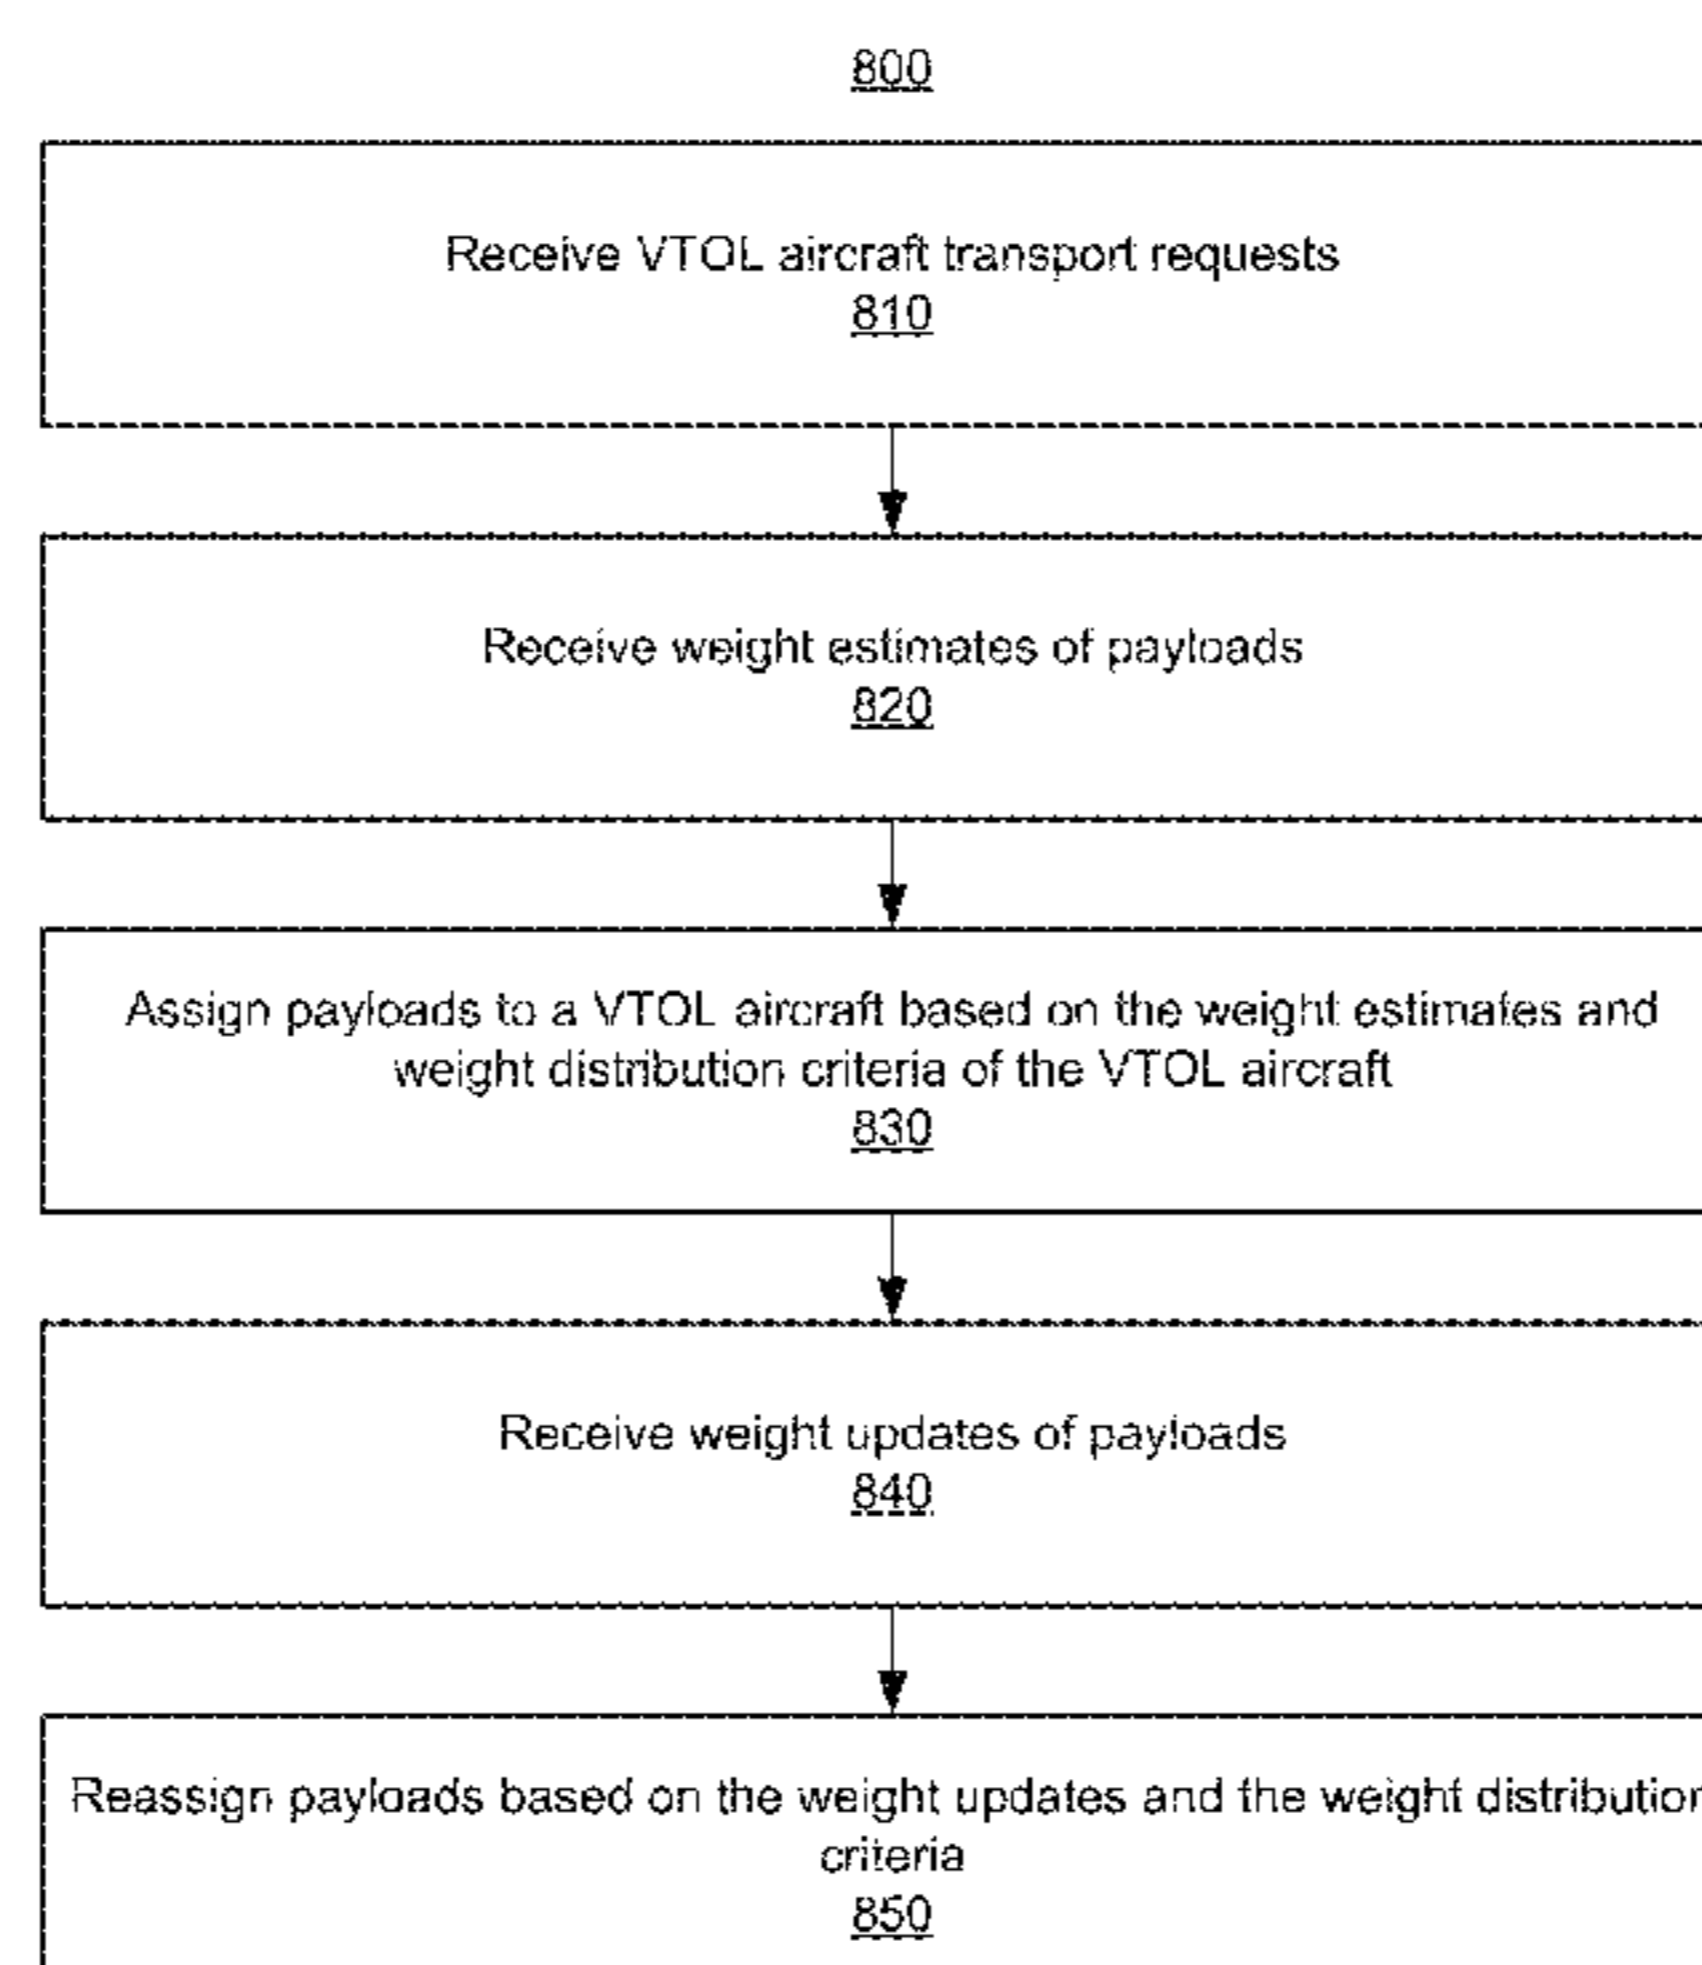 800
Receive VTOL aircraft transport requests
810
Receive weight estimates of payloads
820
Assign payloads to a VTOL aircraft based on the weight estimates and
weight distribution criteria of the VTOL aircraft
830
Receive weight updates of payloads
840
Reassign payloads based on the weight updates and the weight distribution
criteria
850